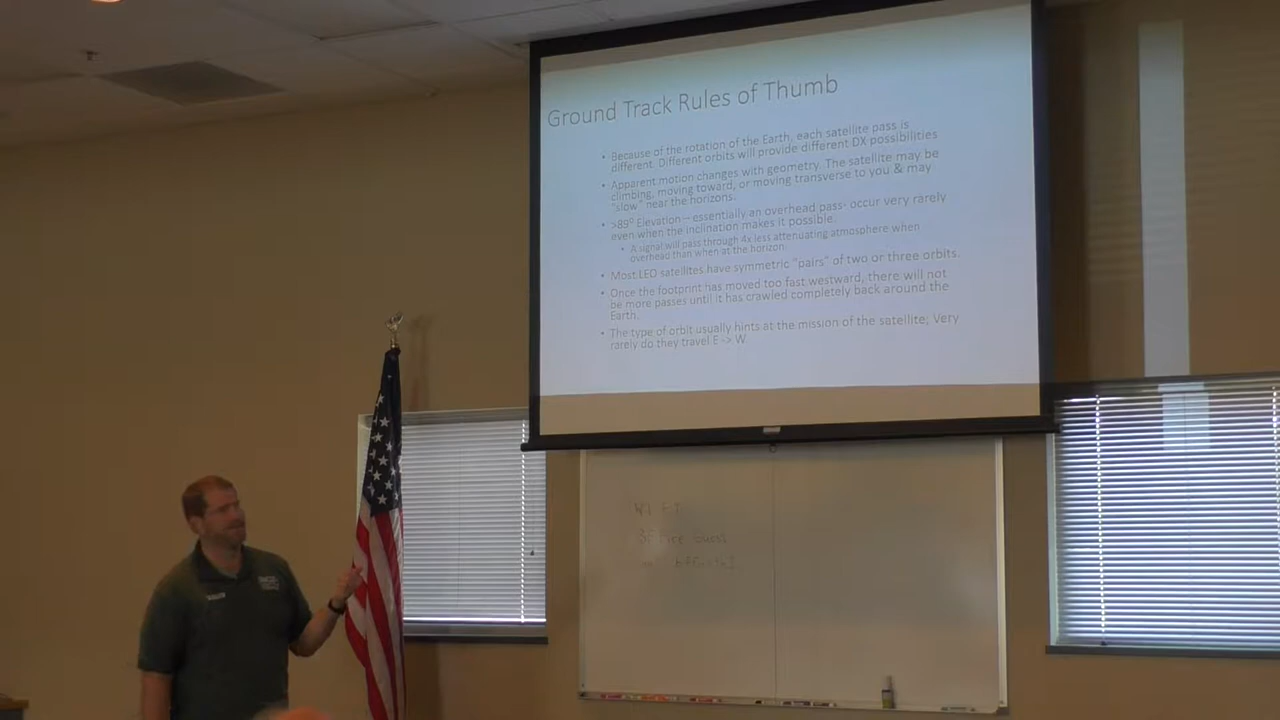 Ground Track Rules of Thumb
• Because of the rotation of the Earth, each satellite pass is
different. Different orbits will provide different DX possibilities
• Apparent motion changes with geometry. The satellite may be
climbing, moving toward, or moving transverse to you & may
"slow" near the horizons.
• >89° Elevation – essentially an overhead pass- occur very rarely
even when the inclination makes it possible.
• A signal will pass through 4x less attenuating atmosphere when
overhead than when at the horizon
• Most LEO satellites have symmetric "pairs" of two or three orbits.
• Once the footprint has moved too fast westward, there will not
be more passes until it has crawled completely back around the
Earth.
• The type of orbit usually hints at the mission of the satellite; Very
rarely do they travel E -> W